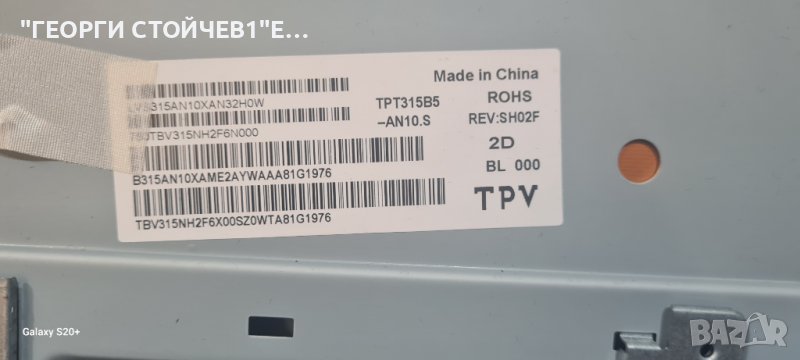 "ГЕОРГИ СТОЙЧЕВ1"Е...
Made in China
315AN10XAN32H0W
TPT315B5
ROHS
-AN10.S
REV:SH02F
TBV315NH2F6N000
2D
B315AN10XAME2AYWAAA81G1976
BL 000
TBV315NH2F6X00SZ0WTA81G1976
TPV
Galaxy S20+
BAZAR